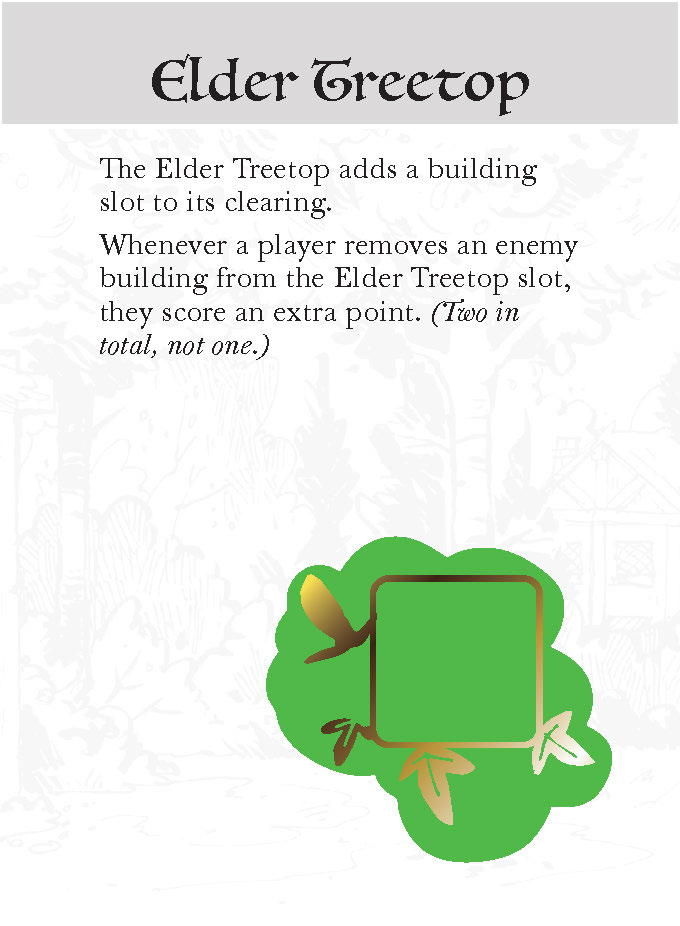 Elder Treetop
The Elder Treetop adds a building
slot to its clearing.
Whenever a player removes an enemy
building from the Elder Treetop slot,
they score an extra point. (Two in
total, not one.)